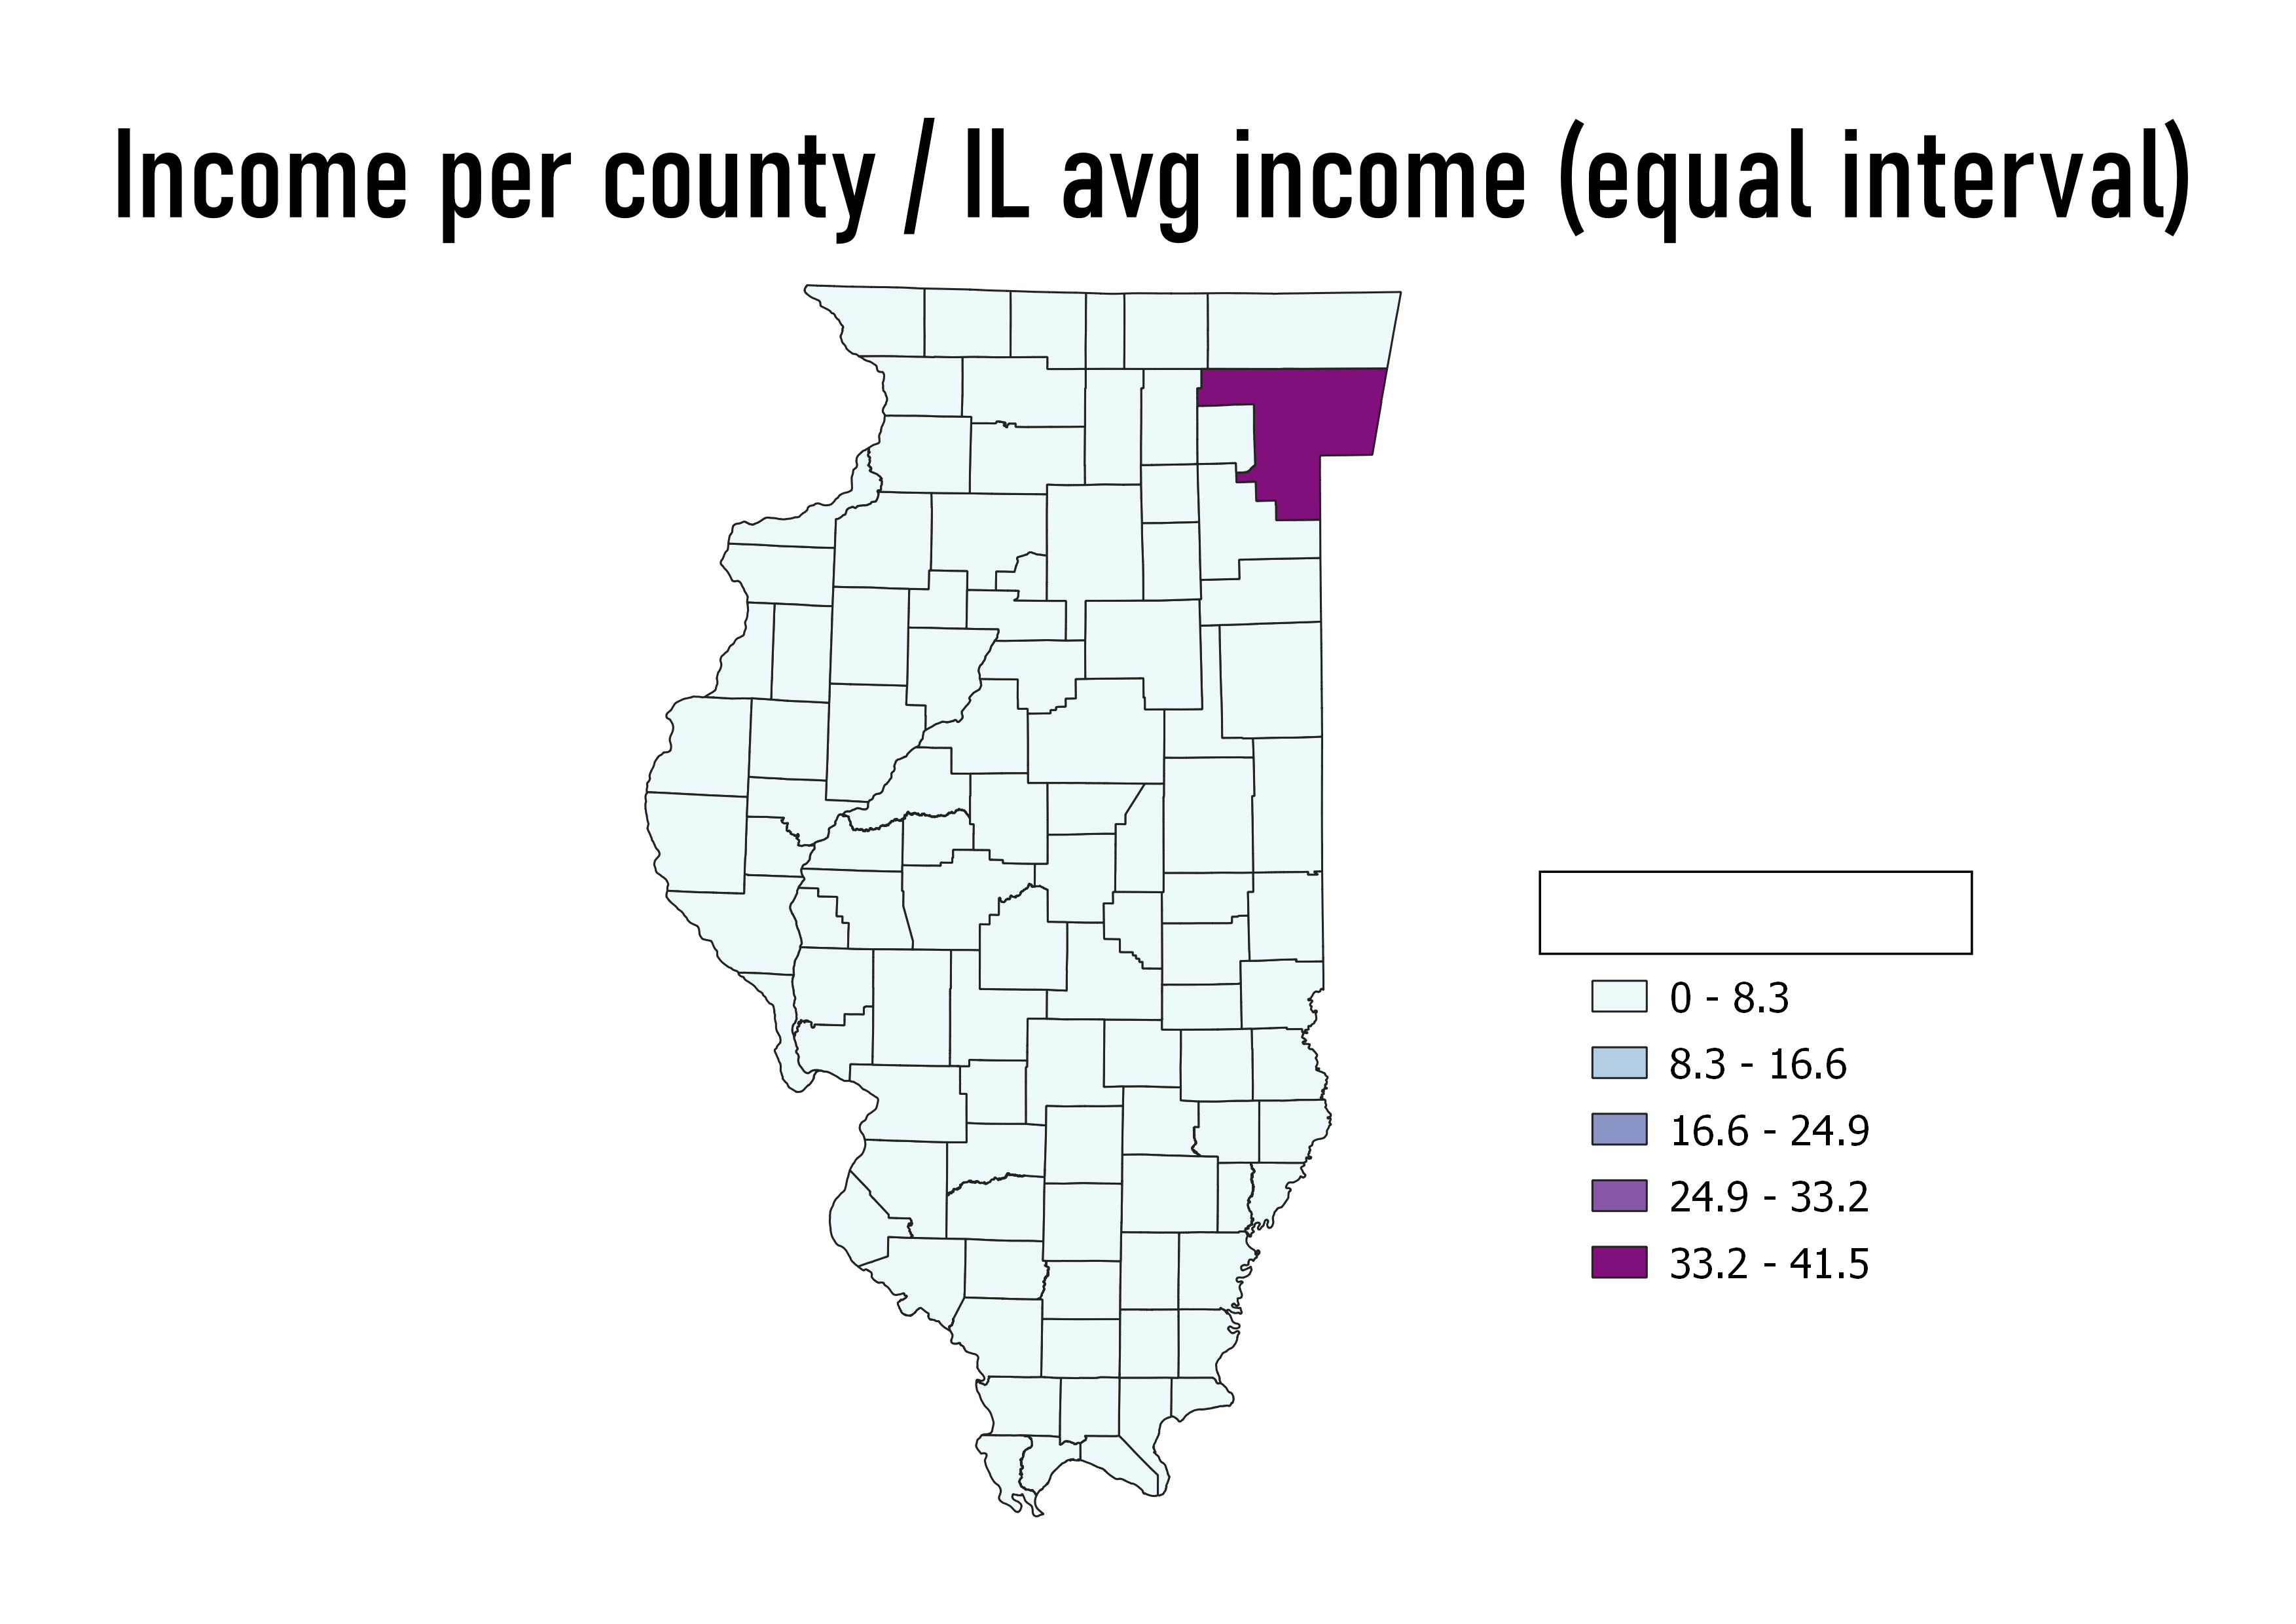 Income per county / IL avg income (equal interval)
0 - 8.3
8.3 - 16.6
16.6 - 24.9
24.9 - 33.2
33.2 - 41.5